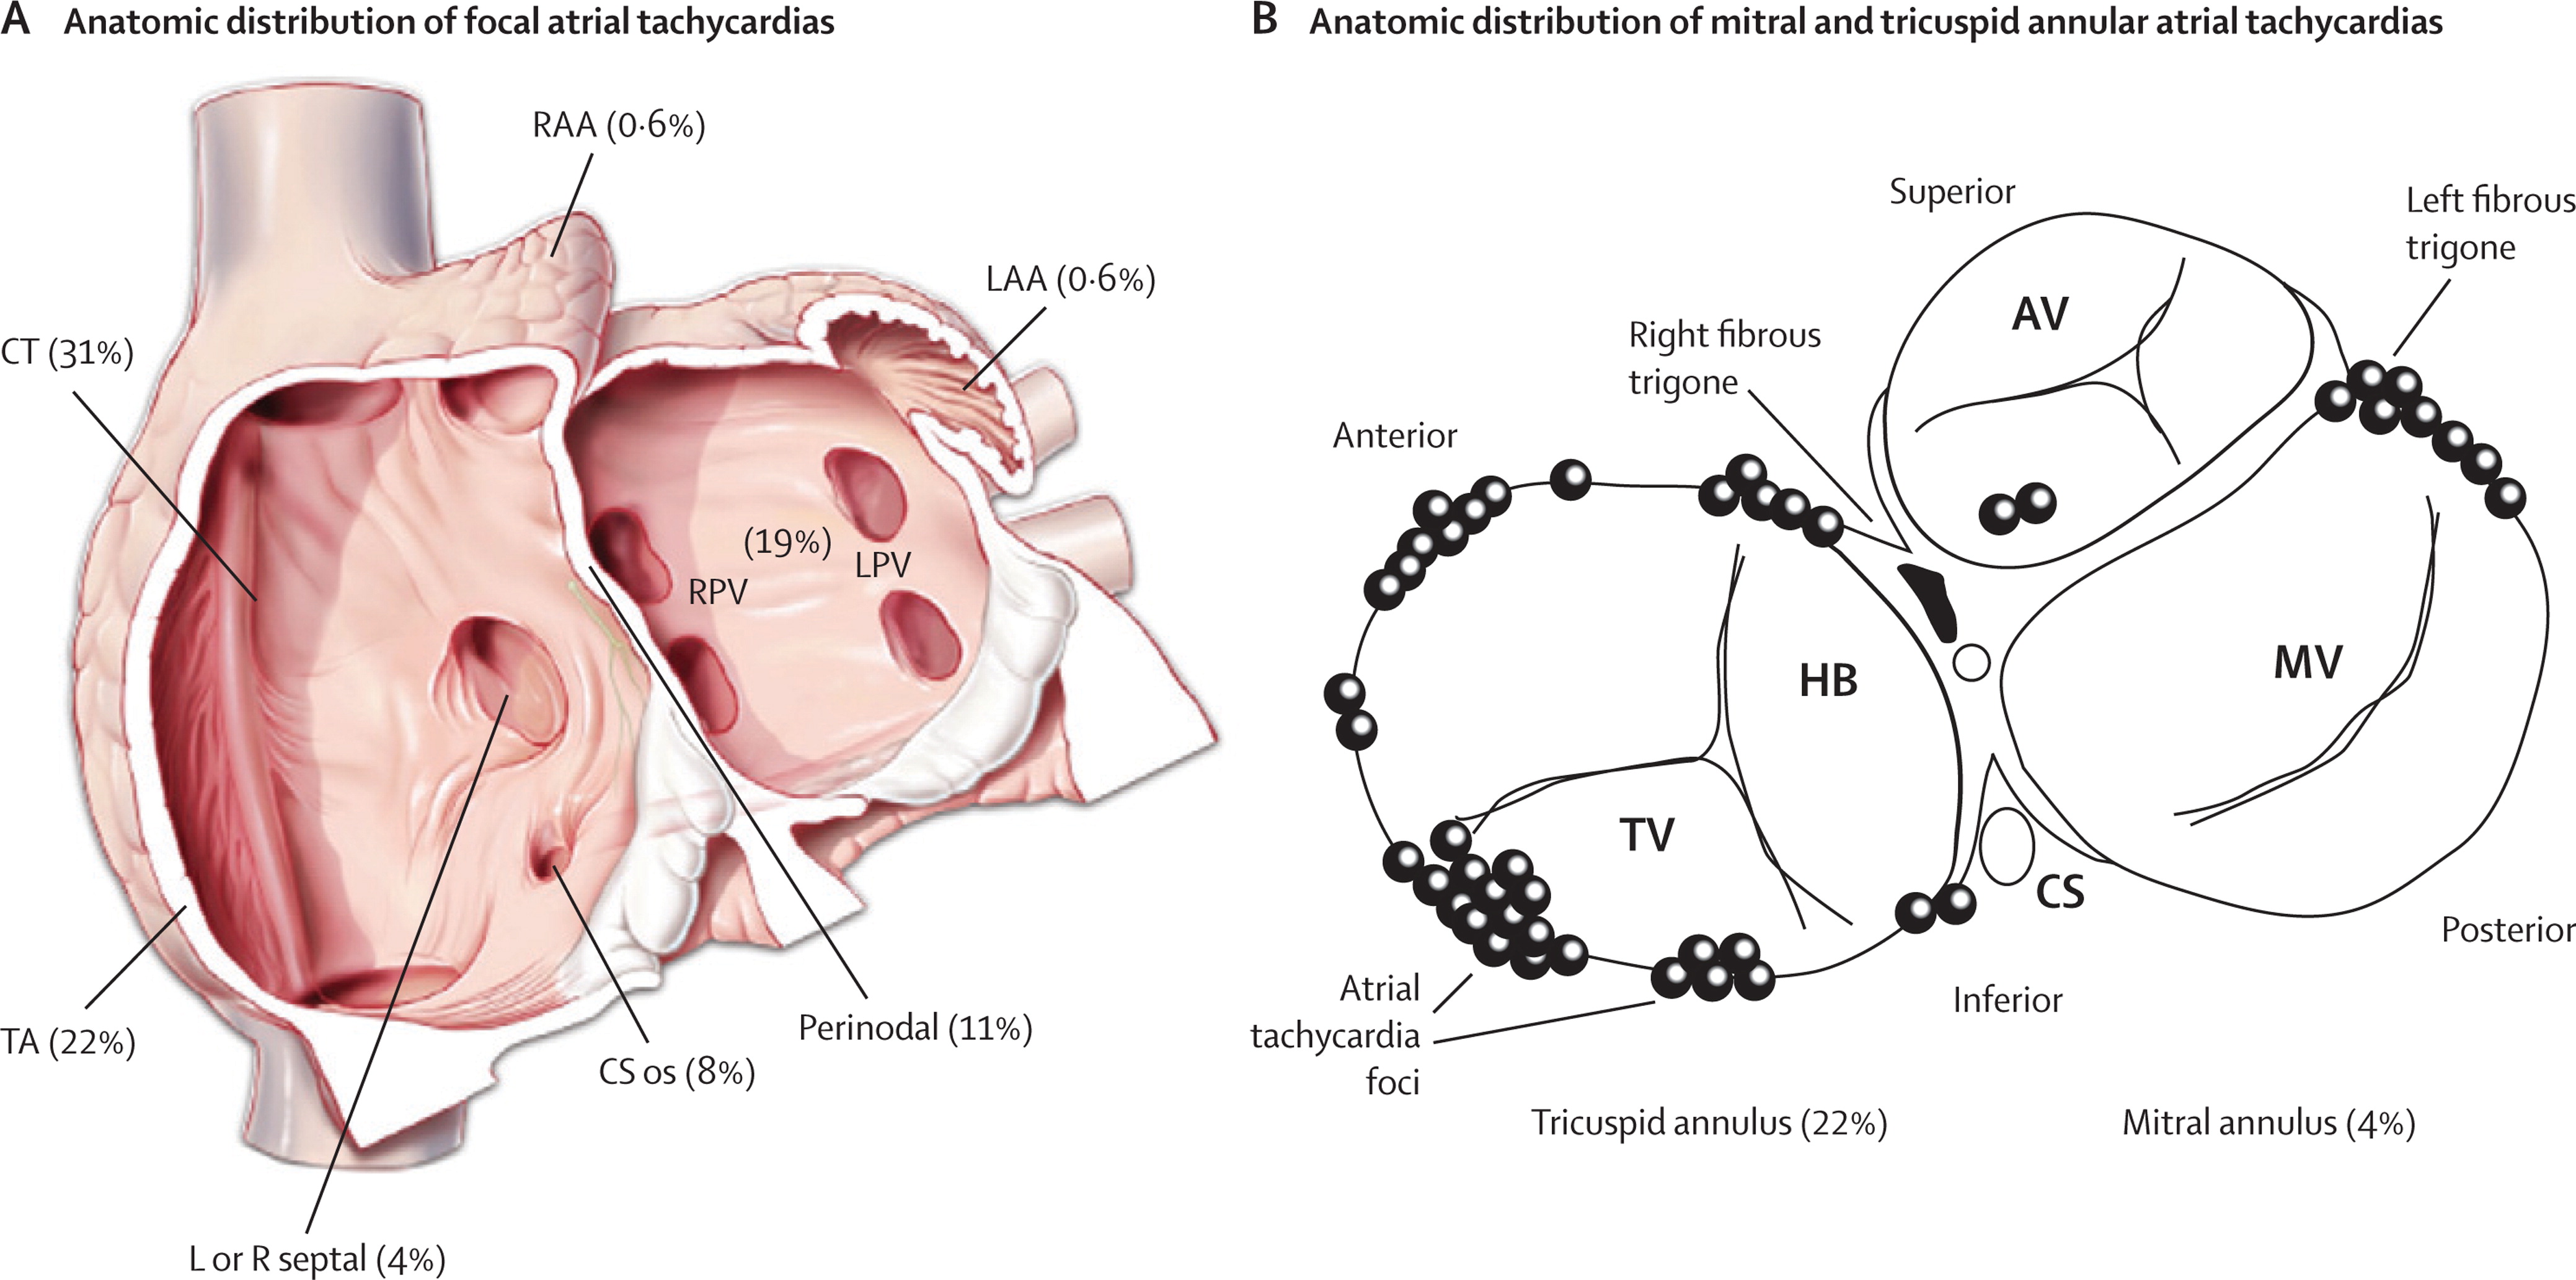 A Anatomic distribution of focal atrial tachycardias
RAA (0·6%)
LAA (0·6%)
CT (31%)
(19%)
LPV
RPV
TA (22%)
Perinodal (11%)
CS os (8%)
L or R septal (4%)
B Anatomic distribution of mitral and tricuspid annular atrial tachycardias
Superior
Left fibrous
trigone
AV
Right fibrous
trigone
Anterior
HB
MV
TV
CS
Posterior
Atrial
tachycardia
foci
Inferior
Tricuspid annulus (22%)
Mitral annulus (4%)